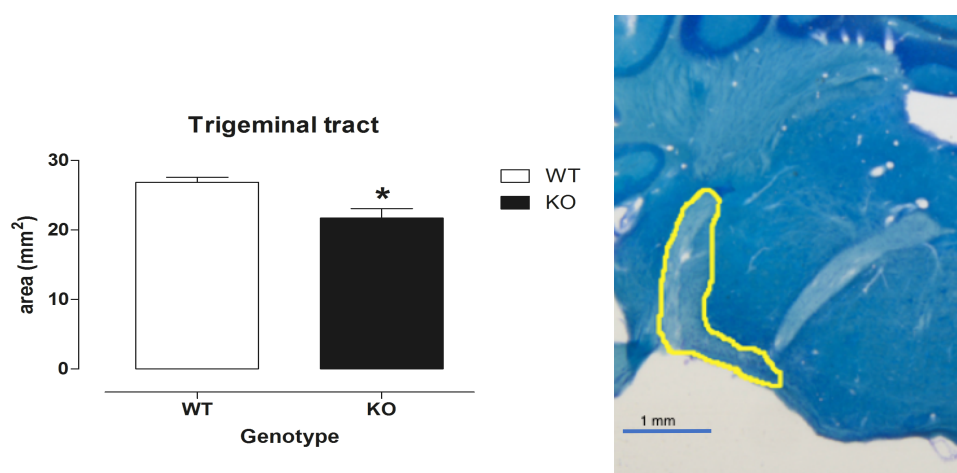 Trigeminal tract
area (mm²)
30
20
10
0
*
WT
KO
Genotype
WT
KO
1 mm